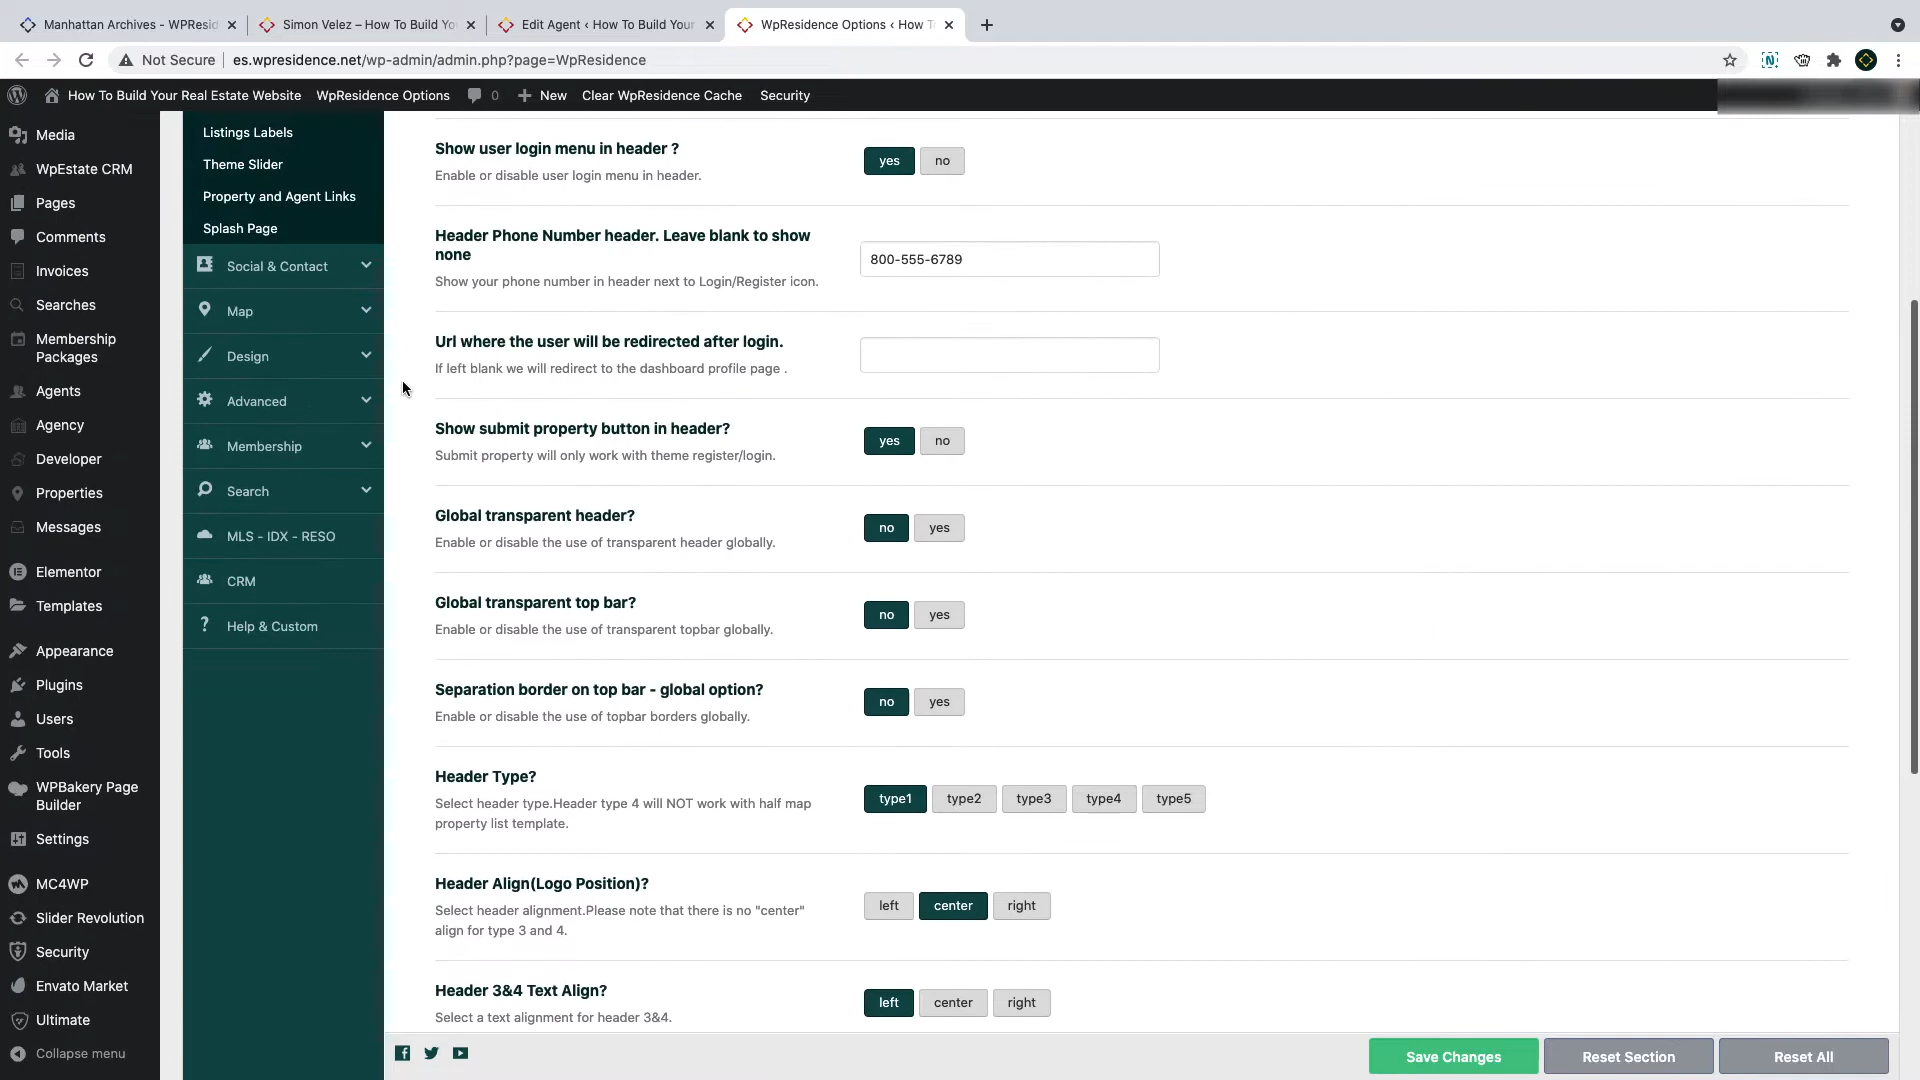 Manhattan Archives - WPResid
Simon Velez – How To Build Yo
Edit Agent ‹ How To Build Your
WpResidence Options ‹ How T
Not Secure
es.wpresidence.net/wp-admin/admin.php?page=WpResidence
How To Build Your Real Estate Website
WpResidence Options
0
New
Clear WpResidence Cache
Security
Media
WpEstate CRM
Pages
Comments
Invoices
Searches
Membership
Packages
Agents
Agency
Developer
Properties
Messages
Elementor
Templates
Appearance
Plugins
Users
Tools
WPBakery Page
Builder
Settings
MC4WP
Slider Revolution
Security
Envato Market
Ultimate
Collapse menu
Listings Labels
Theme Slider
Property and Agent Links
Splash Page
Social & Contact
Map
Design
Advanced
Membership
Search
MLS - IDX - RESO
CRM
Help & Custom
Show user login menu in header ?
Enable or disable user login menu in header.
yes no
Header Phone Number header. Leave blank to show
none
Show your phone number in header next to Login/Register icon.
800-555-6789
Url where the user will be redirected after login.
If left blank we will redirect to the dashboard profile page .
Show submit property button in header?
Submit property will only work with theme register/login.
yes no
Global transparent header?
Enable or disable the use of transparent header globally.
no yes
Global transparent top bar?
Enable or disable the use of transparent topbar globally.
no yes
Separation border on top bar - global option?
Enable or disable the use of topbar borders globally.
no yes
Header Type?
Select header type.Header type 4 will NOT work with half map
property list template.
type1 type2 type3 type4 type5
Header Align(Logo Position)?
Select header alignment.Please note that there is no "center"
align for type 3 and 4.
left center right
Header 3&4 Text Align?
Select a text alignment for header 3&4.
left center right
Save Changes
Reset Section
Reset All